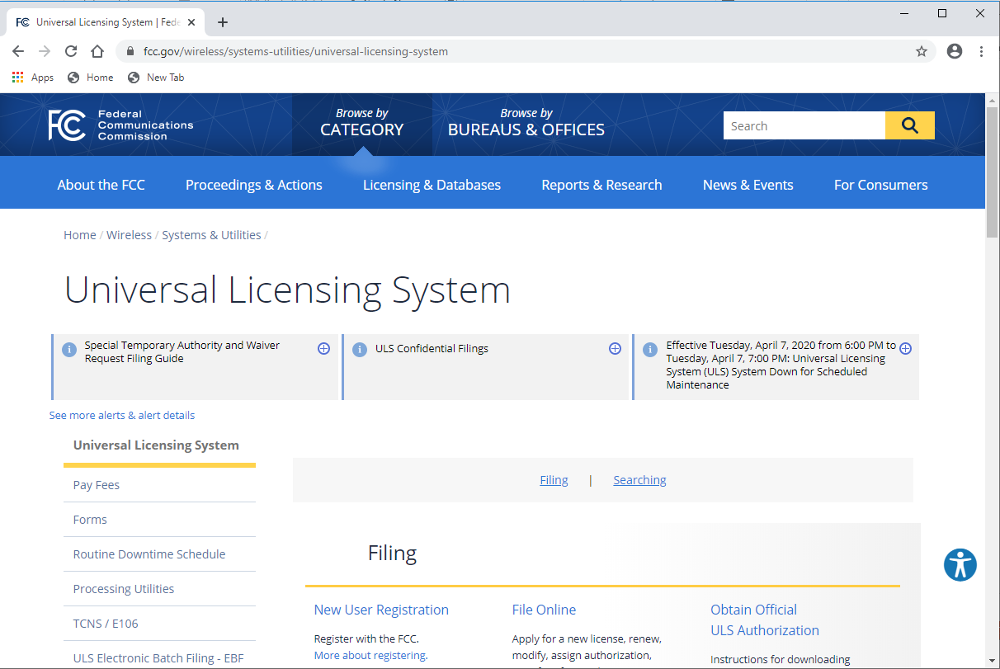 Universal Licensing System | Fede
fcc.gov/wireless/systems-utilities/universal-licensing-system
Apps Home New Tab
FCC Federal
Communications
Commission
Browse by
CATEGORY
Browse by
BUREAUS & OFFICES
Search
About the FCC Proceedings & Actions Licensing & Databases Reports & Research News & Events For Consumers
Home / Wireless / Systems & Utilities /
Universal Licensing System
Special Temporary Authority and Waiver
Request Filing Guide
ULS Confidential Filings
Effective Tuesday, April 7, 2020 from 6:00 PM to
Tuesday, April 7, 7:00 PM: Universal Licensing
System (ULS) System Down for Scheduled
Maintenance
See more alerts & alert details
Universal Licensing System
Pay Fees
Forms
Routine Downtime Schedule
Processing Utilities
TCNS / E106
ULS Electronic Batch Filing - EBF
Filing | Searching
Filing
New User Registration
Register with the FCC.
More about registering.
File Online
Apply for a new license, renew,
modify, assign authorization,
Obtain Official
ULS Authorization
Instructions for downloading